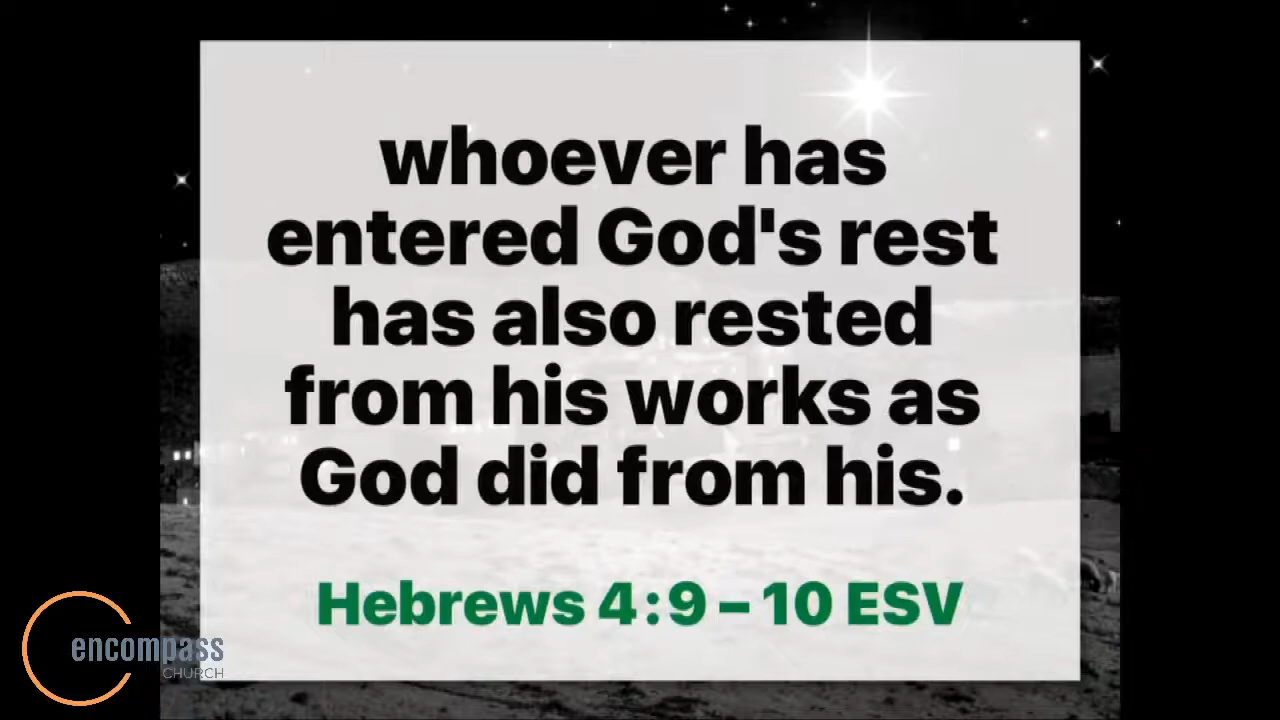 whoever has
entered God's rest
has also rested
from his works as
God did from his.
Hebrews 4:9 – 10 ESV
encompass
CHURCH